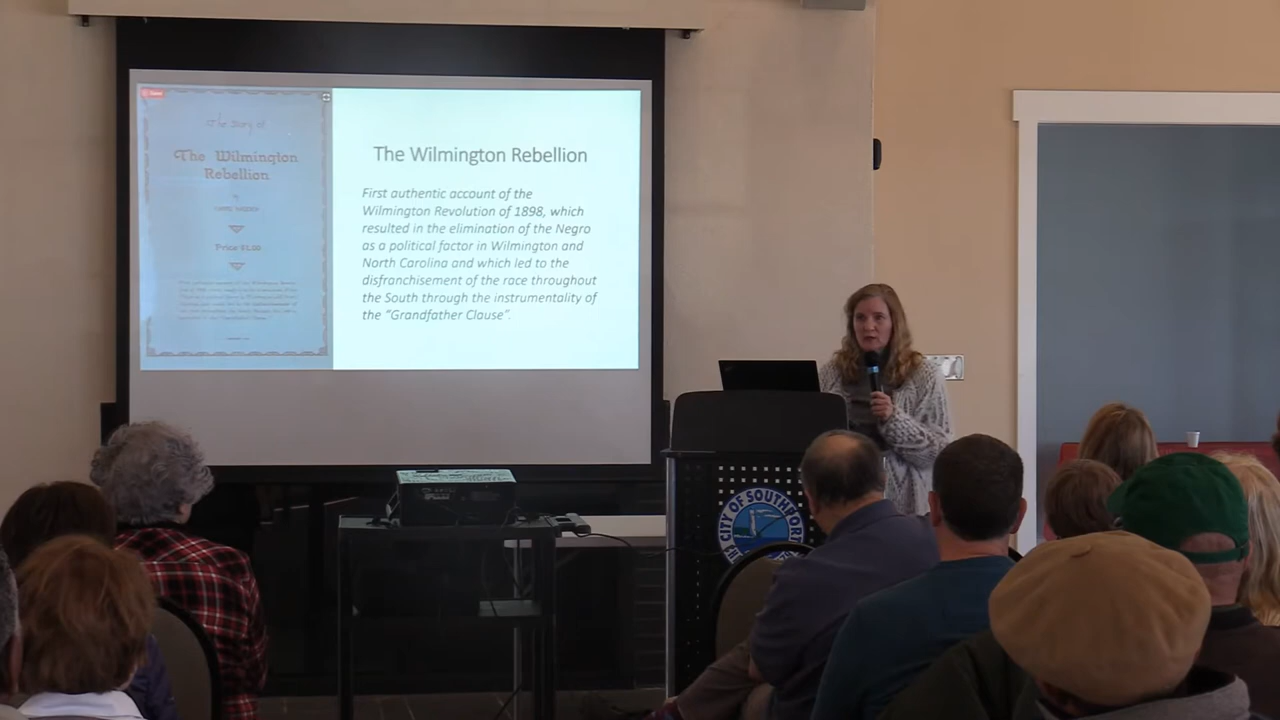 The Story of
The Wilmington
Rebellion
by
Price $1.00
The Wilmington Rebellion
First authentic account of the
Wilmington Revolution of 1898, which
resulted in the elimination of the Negro
as a political factor in Wilmington and
North Carolina and which led to the
disfranchisement of the race throughout
the South through the instrumentality of
the “Grandfather Clause”.
CITY OF SOUTHPORT